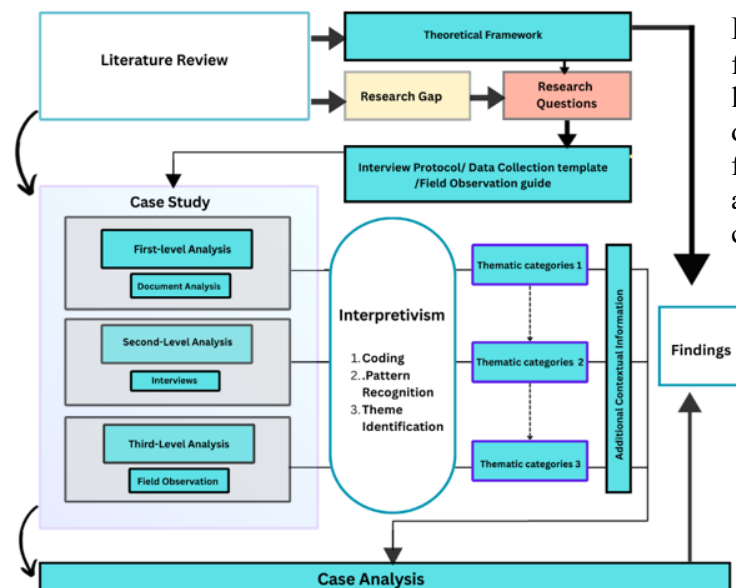 Literature Review
Theoretical Framework
Research Gap
Research
Questions
Interview Protocol/ Data Collection template
/Field Observation guide
Case Study
First-level Analysis
Document Analysis
Second-Level Analysis
Interviews
Third-Level Analysis
Field Observation
Interpretivism
1. Coding
2. .Pattern
Recognition
3. Theme
Identification
Thematic categories 1
Thematic categories 2
Thematic categories 3
Additional Contextual Information
Findings
Case Analysis